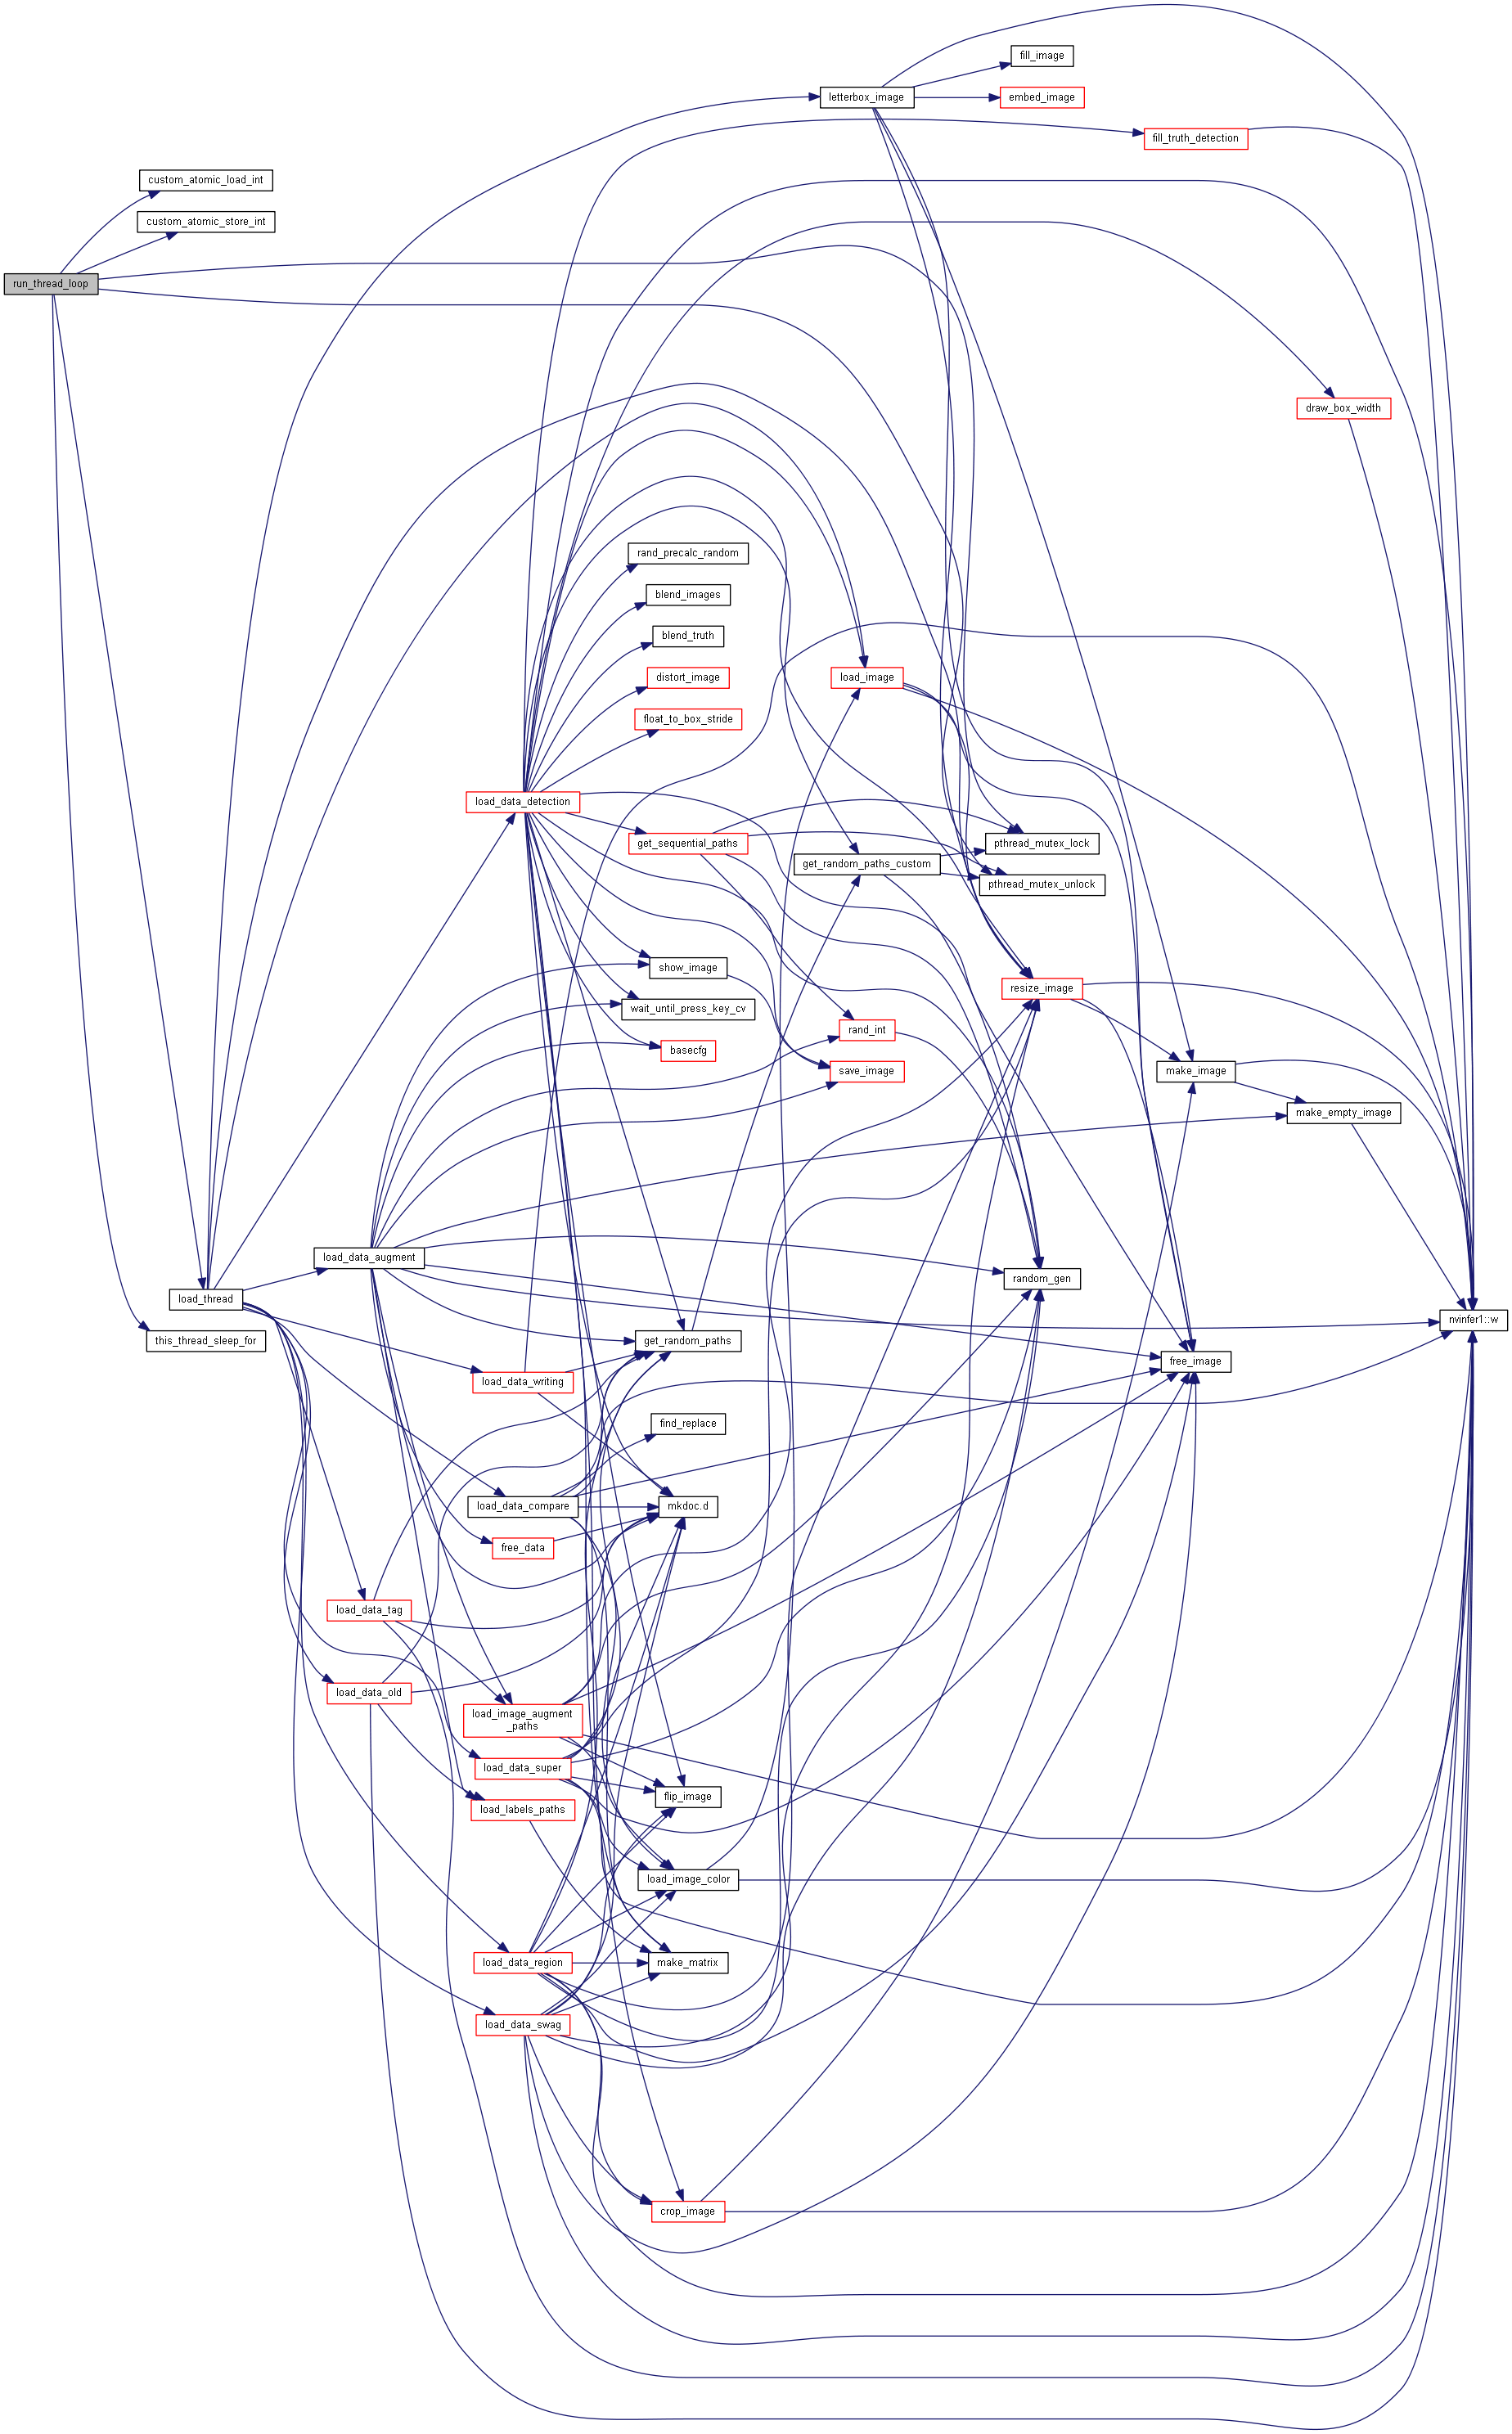 fill_image
letterbox_image
embed_image
fill_truth_detection
custom_atomic_load_int
custom_atomic_store_int
run_thread_loop
draw_box_width
rand_precalc_random
blend_images
blend_truth
distort_image
load_image
float_to_box_stride
load_data_detection
get_sequential_paths
pthread_mutex_lock
get_random_paths_custom
pthread_mutex_unlock
show_image
resize_image
wait_until_press_key_cv
rand_int
basecfg
save_image
make_image
make_empty_image
load_data_augment
random_gen
load_thread
nvinfer1::w
this_thread_sleep_for
get_random_paths
free_image
load_data_writing
find_replace
load_data_compare
mkdoc.d
free_data
load_data_tag
load_data_old
load_image_augment
_paths
load_data_super
flip_image
load_labels_paths
load_image_color
load_data_region
make_matrix
load_data_swag
crop_image